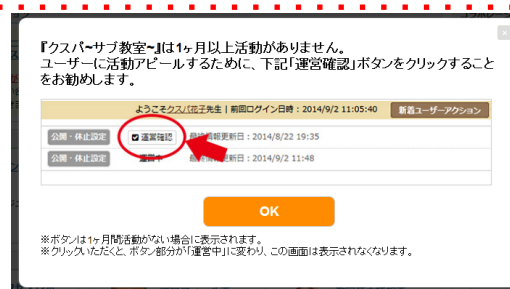 『クスパ~サブ教室~』は1ヶ月以上活動がありません。
ユーザーに活動アピールするために、下記「運営確認」ボタンをクリックすること
をお勧めします。
ようこそクスパ花子先生｜前回ログイン日時：2014/9/2 11:05:40 新着ユーザーアクション
公開・休止設定 運営確認 最終情報更新日：2014/8/22 19:35
公開・休止設定 運営中 最終情報更新日：2014/9/2 11:48
OK
※ボタンは1ヶ月間活動がない場合に表示されます。
※クリックいただくと、ボタン部分が「運営中」に変わり、この画面は表示されなくなります。